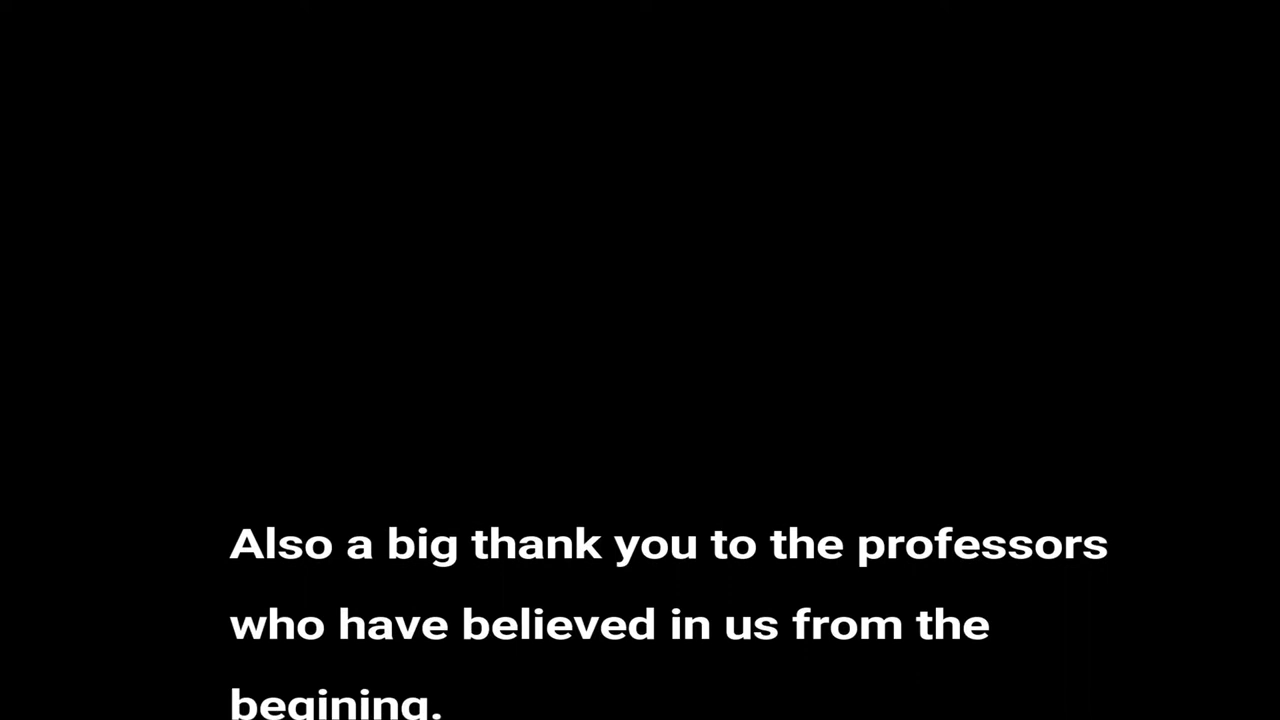 Also a big thank you to the professors
who have believed in us from the
begining.